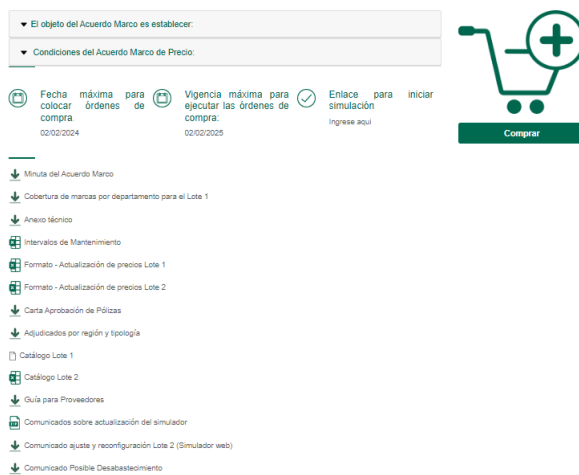 El objeto del Acuerdo Marco es establecer:
Condiciones del Acuerdo Marco de Precio:
Fecha máxima para
colocar órdenes de
compra
02/02/2024
Vigencia máxima para
ejecutar las órdenes de
compra:
02/02/2025
Enlace para iniciar
simulación
Ingrese aqui
Comprar
Minuta del Acuerdo Marco
Cobertura de marcas por departamento para el Lote 1
Anexo técnico
Intervalos de Mantenimiento
Formato - Actualización de precios Lote 1
Formato - Actualización de precios Lote 2
Carta Aprobación de Pólizas
Adjudicados por región y tipología
Catálogo Lote 1
Catálogo Lote 2
Guía para Proveedores
Comunicados sobre actualización del simulador
Comunicado ajuste y reconfiguración Lote 2 (Simulador web)
Comunicado Posible Desabastecimiento